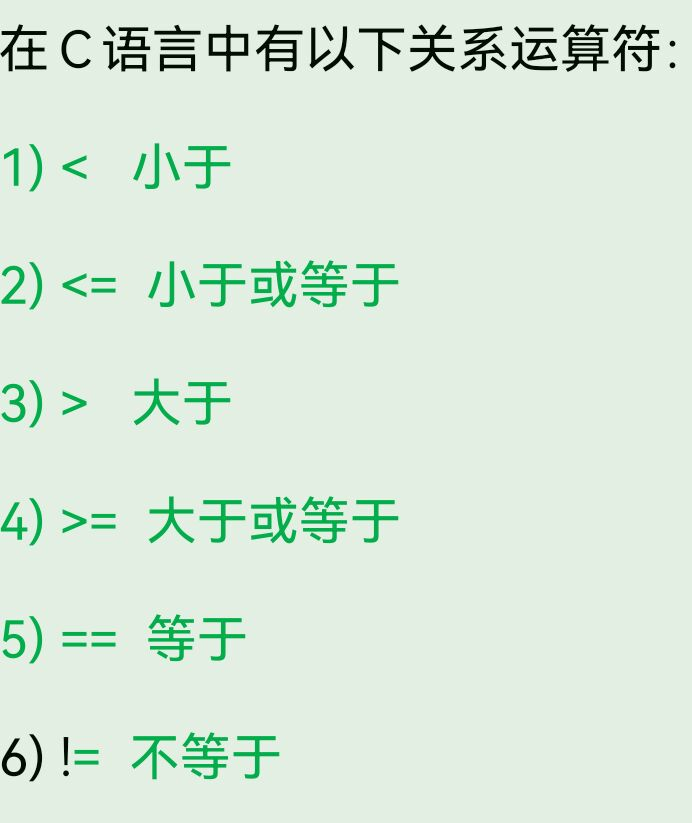 在 C 语言中有以下关系运算符:
1) < 小于
2) <= 小于或等于
3) > 大于
4) >= 大于或等于
5) == 等于
6) != 不等于